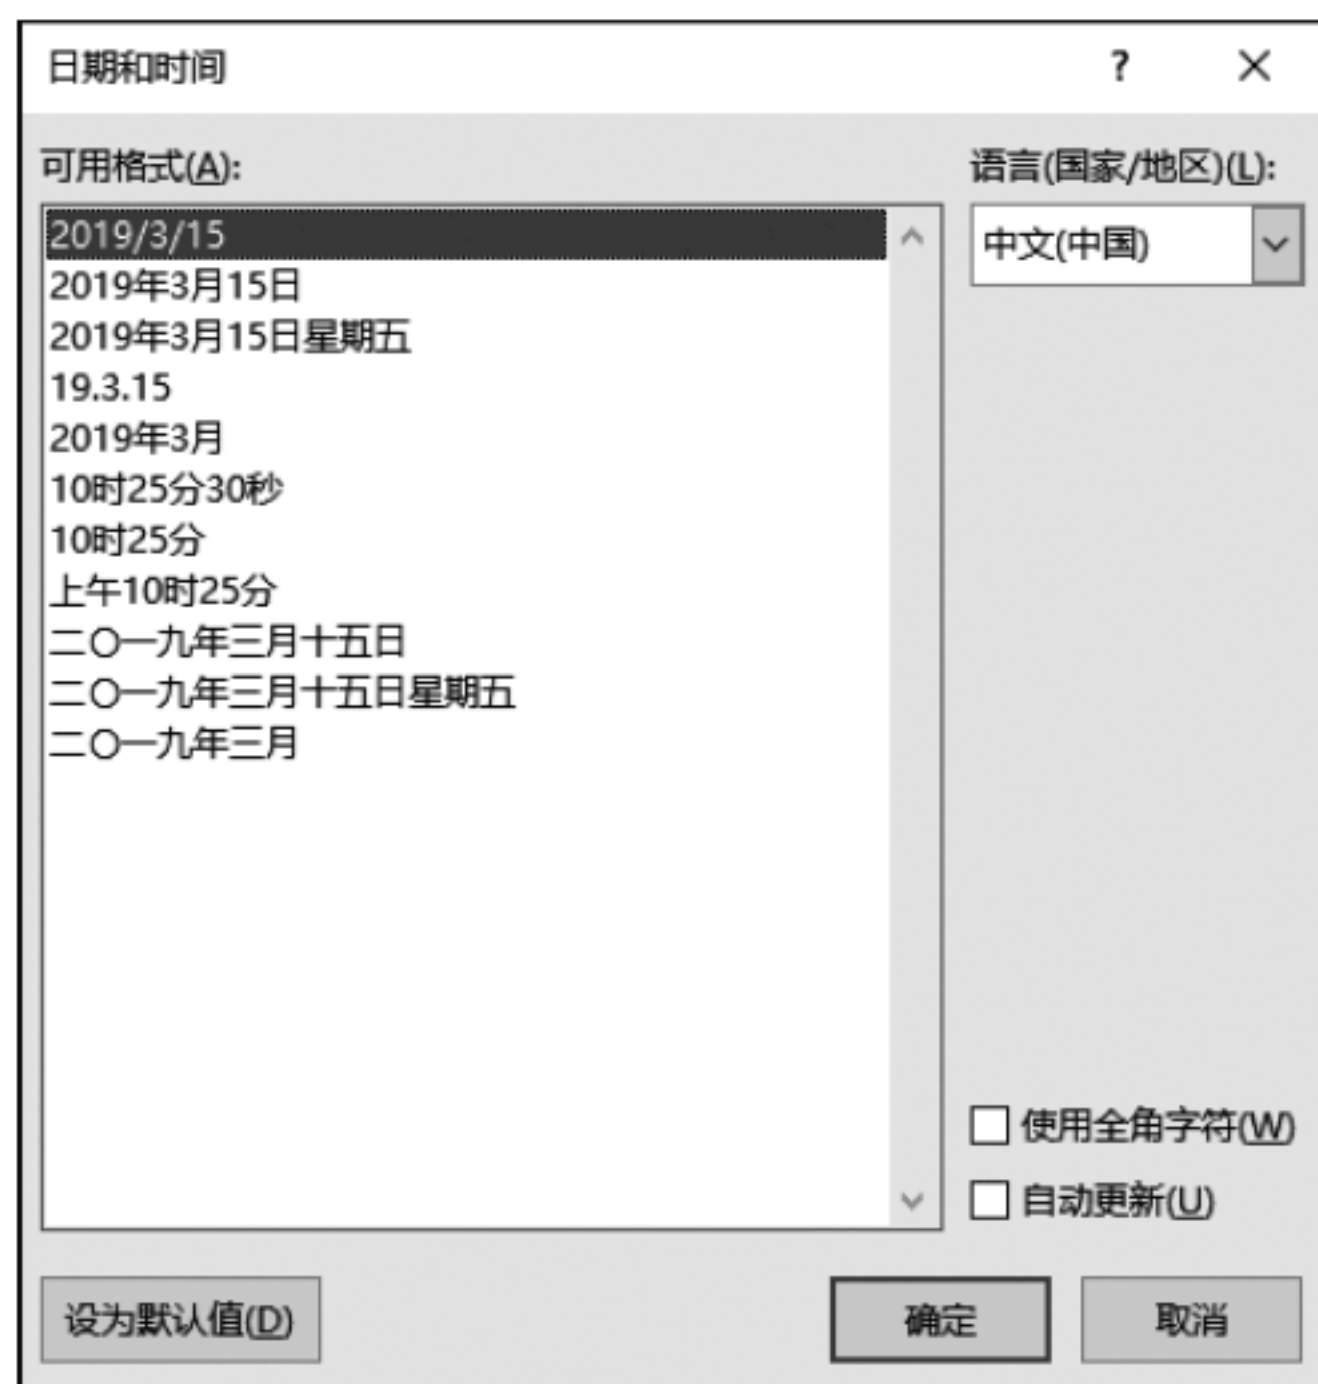 日期和时间
?
可用格式(A):
语言(国家/地区)(L):
2019/3/15
中文(中国)
2019年3月15日
2019年3月15日星期五
19.3.15
2019年3月
10时25分30秒
10时25分
上午10时25分
二〇一九年三月十五日
二〇一九年三月十五日星期五
二〇一九年三月
使用全角字符(W)
自动更新(U)
设为默认值(D)
确定
取消